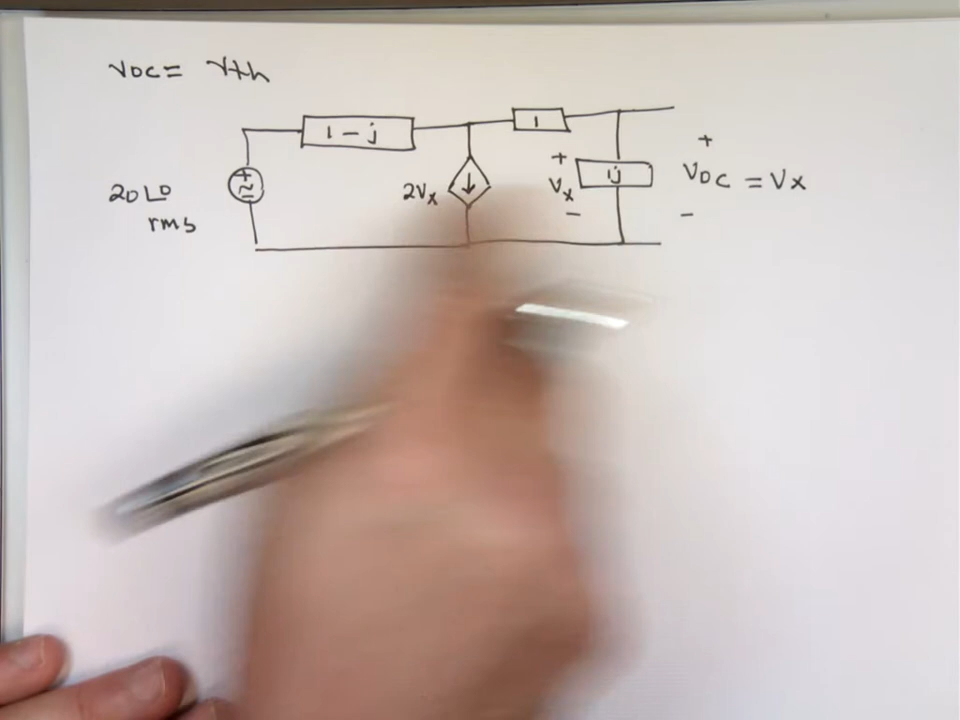 VOC = Vth
1 - j
1
+
+
20∠0
rms
2Vx
Vx
j
VOC = Vx
-
-